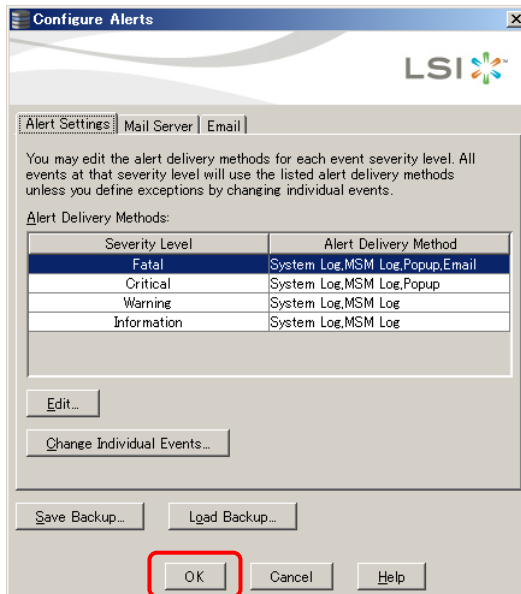 Configure Alerts
LSI
Alert Settings Mail Server Email
You may edit the alert delivery methods for each event severity level. All
events at that severity level will use the listed alert delivery methods
unless you define exceptions by changing individual events.
Alert Delivery Methods:
Severity Level Alert Delivery Method
Fatal System Log,MSM Log,Popup,Email
Critical System Log,MSM Log,Popup
Warning System Log,MSM Log
Information System Log,MSM Log
Edit...
Change Individual Events...
Save Backup... Load Backup...
OK Cancel Help